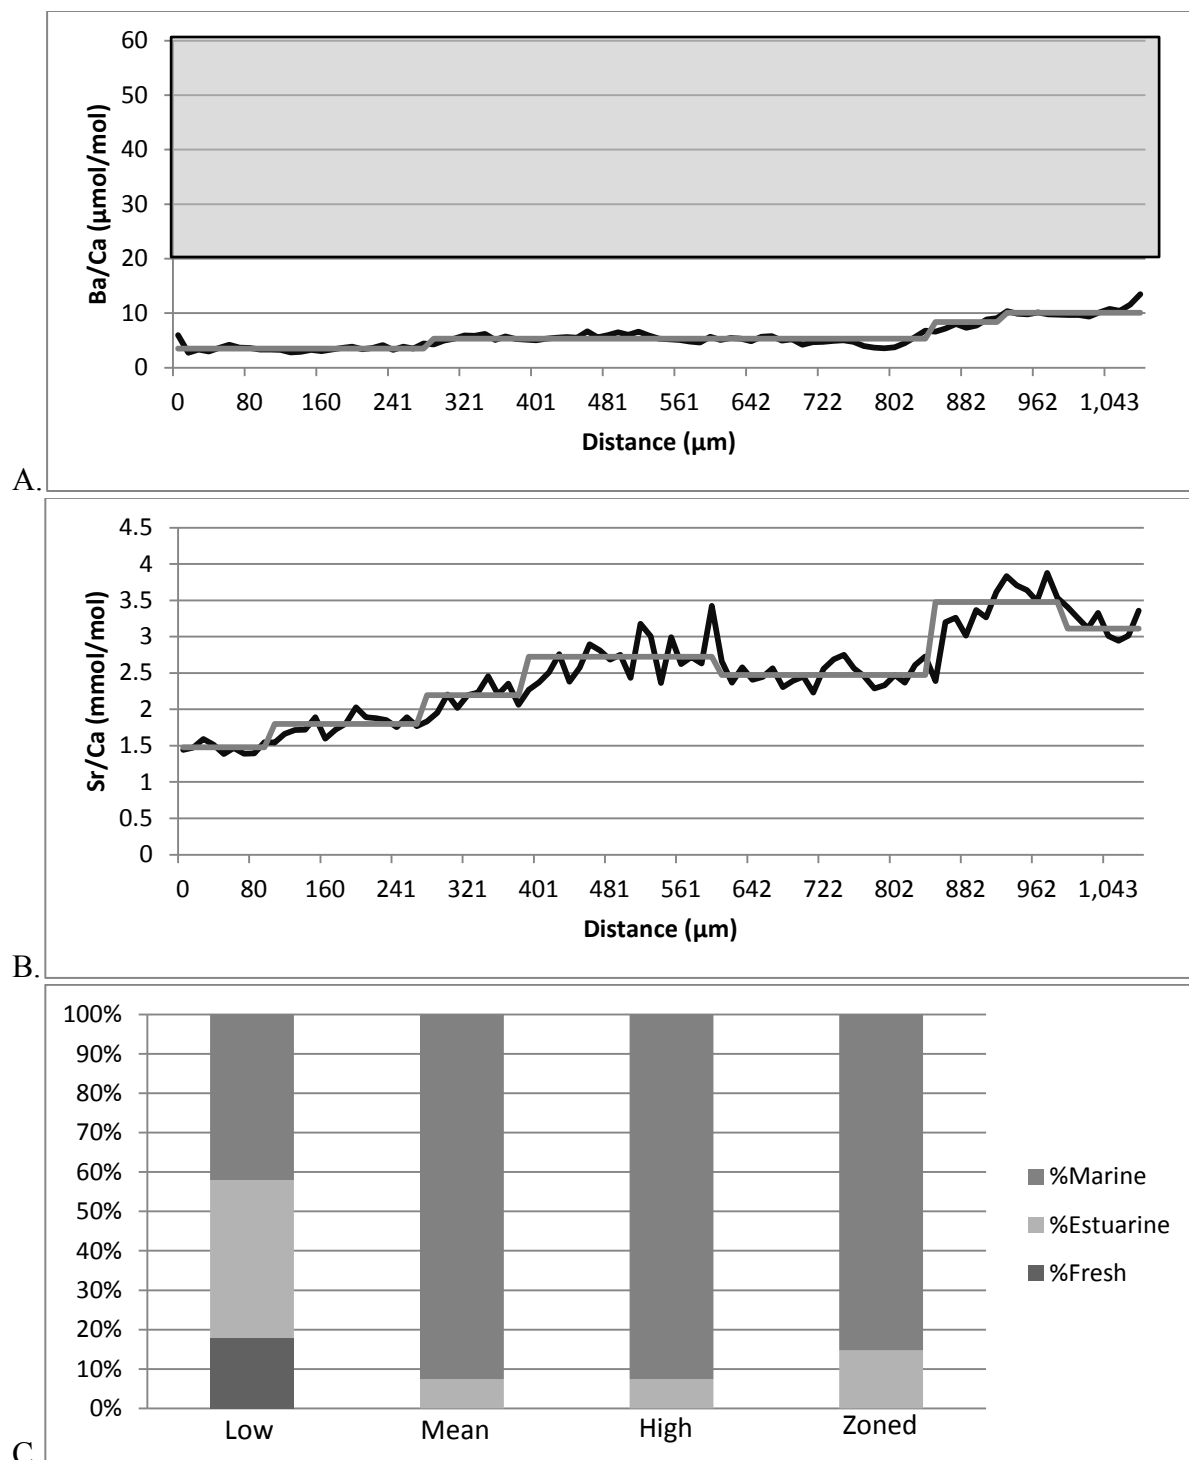 60
50
40
30
20
10
0
Ba/Ca (µmol/mol)
0 80 160 241 321 401 481 561 642 722 802 882 962 1,043
Distance (µm)
A.
4.5
4
3.5
3
2.5
2
1.5
1
0.5
0
Sr/Ca (mmol/mol)
0 80 160 241 321 401 481 561 642 722 802 882 962 1,043
Distance (µm)
B.
100%
90%
80%
70%
60%
50%
40%
30%
20%
10%
0%
Low Mean High Zoned
%Marine
%Estuarine
%Fresh
C